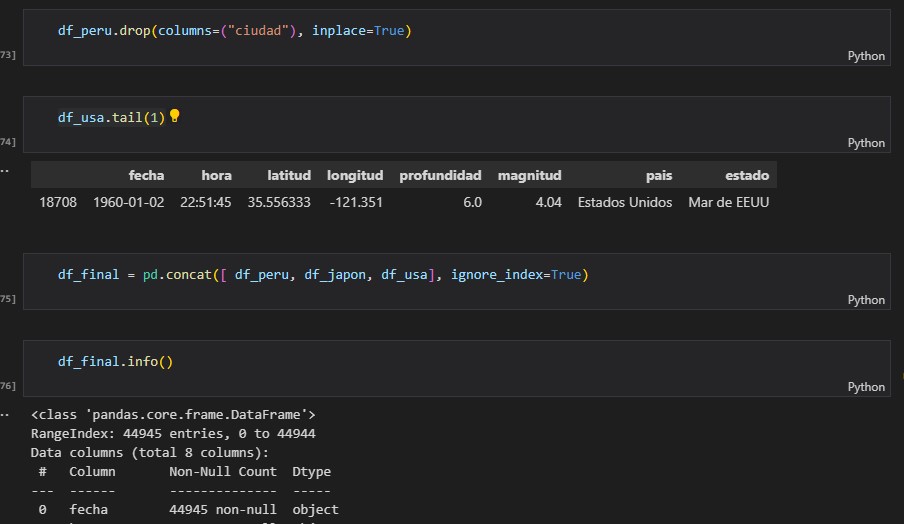 df_peru.drop(columns=("ciudad"), inplace=True)
73]
Python
df_usa.tail(1)
74]
Python
fecha hora latitud longitud profundidad magnitud pais estado
18708 1960-01-02 22:51:45 35.556333 -121.351 6.0 4.04 Estados Unidos Mar de EEUU
df_final = pd.concat([ df_peru, df_japon, df_usa], ignore_index=True)
75]
Python
df_final.info()
76]
Python
<class 'pandas.core.frame.DataFrame'>
RangeIndex: 44945 entries, 0 to 44944
Data columns (total 8 columns):
# Column Non-Null Count Dtype
--- ------ -------------- -----
0 fecha 44945 non-null object